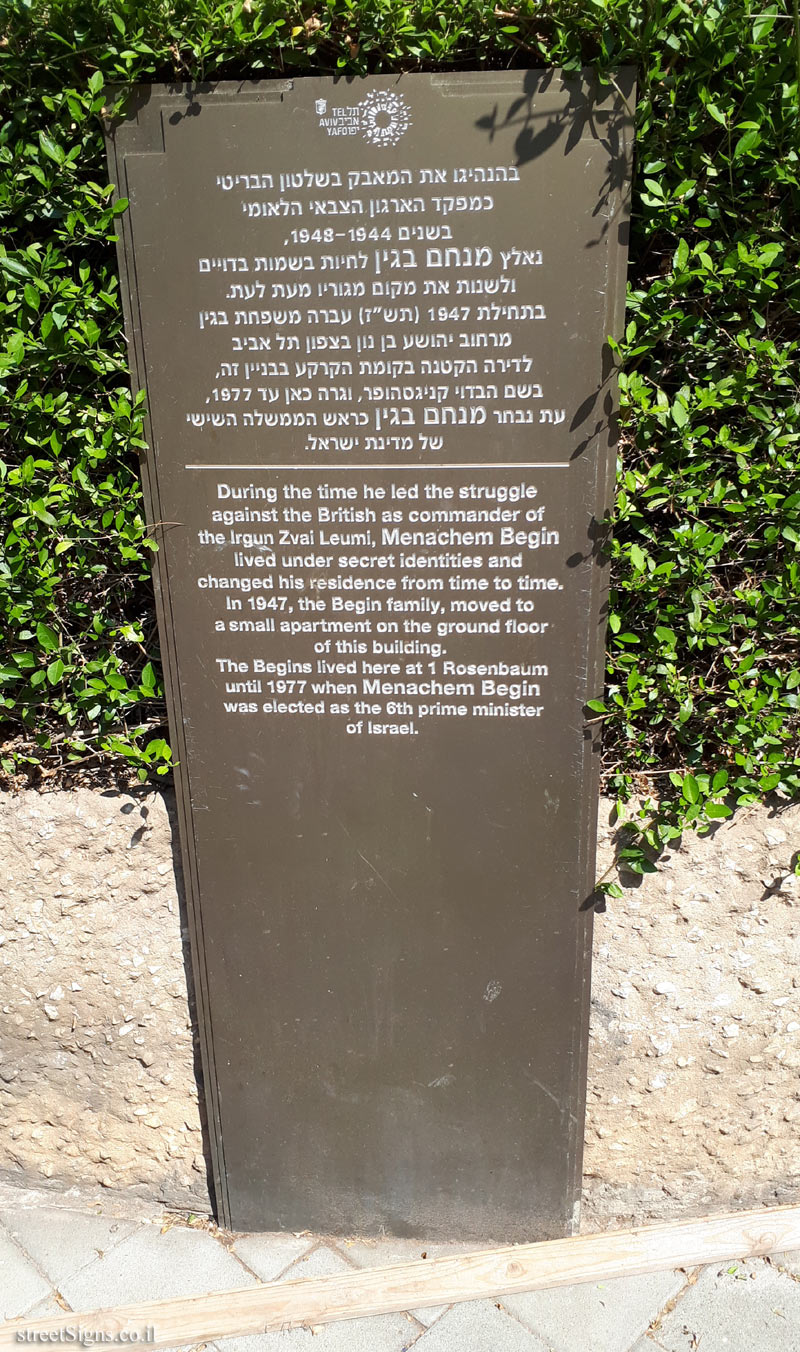 TEL תל
AVIV אביב
YAFO יפו
בהנהיגו את המאבק בשלטון הבריטי
כמפקד הארגון הצבאי הלאומי
בשנים 1944-1948,
נאלץ מנחם בגין לחיות בשמות בדויים
ולשנות את מקום מגוריו מעת לעת.
בתחילת 1947 (תש"ז) עברה משפחת בגין
מרחוב יהושע בן נון בצפון תל אביב
לדירה הקטנה בקומת הקרקע בבניין זה,
בשם הבדוי קניגסהופר, וגרה כאן עד 1977,
עת נבחר מנחם בגין כראש הממשלה השישי
של מדינת ישראל.
During the time he led the struggle
against the British as commander of
the Irgun Zvai Leumi, Menachem Begin
lived under secret identities and
changed his residence from time to time.
In 1947, the Begin family, moved to
a small apartment on the ground floor
of this building.
The Begins lived here at 1 Rosenbaum
until 1977 when Menachem Begin
was elected as the 6th prime minister
of Israel.
streetSigns.co.il